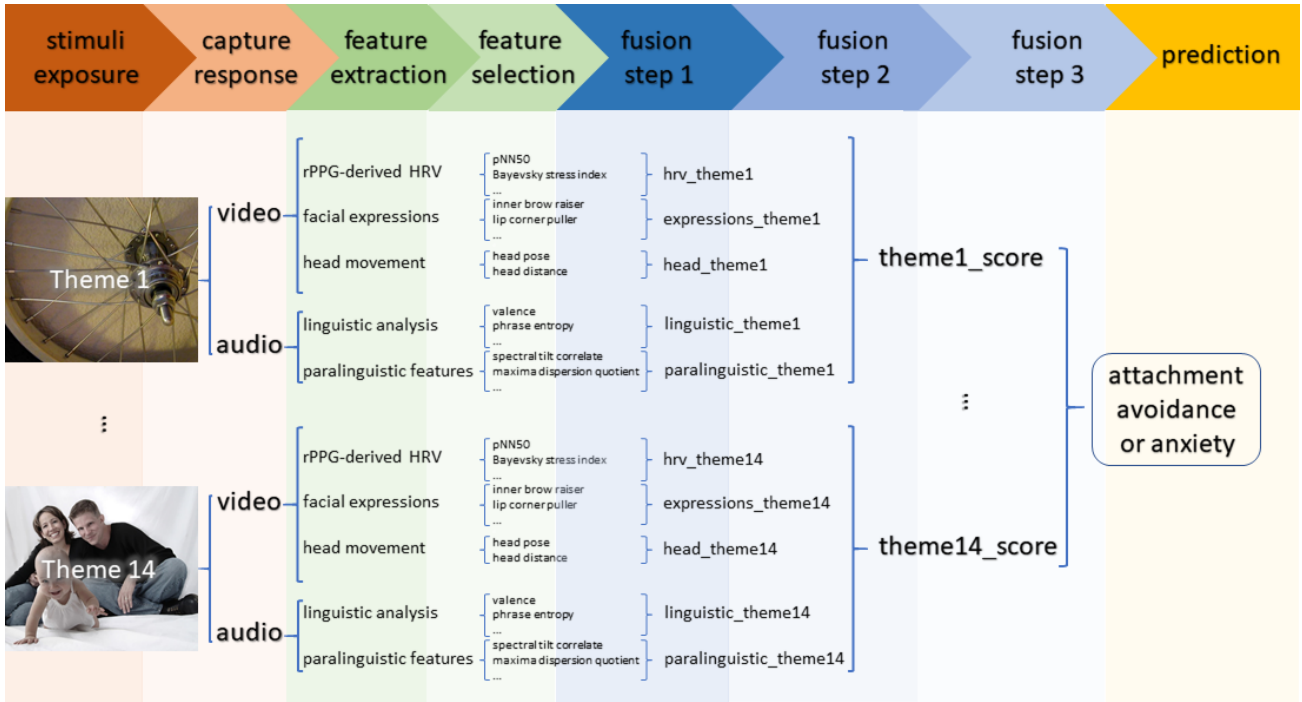 stimuli
exposure
capture
response
feature
extraction
feature
selection
fusion
step 1
fusion
step 2
fusion
step 3
prediction
Theme 1
video
audio
rPPG-derived HRV
pNN50
Bayevsky stress index
...
hrv_theme1
facial expressions
inner brow raiser
lip corner puller
...
expressions_theme1
head movement
head pose
head distance
head_theme1
linguistic analysis
valence
phrase entropy
...
linguistic_theme1
paralinguistic features
spectral tilt correlate
maxima dispersion quotient
...
paralinguistic_theme1
theme1_score
...
...
attachment
avoidance
or anxiety
Theme 14
video
audio
rPPG-derived HRV
pNN50
Bayevsky stress index
...
hrv_theme14
facial expressions
inner brow raiser
lip corner puller
...
expressions_theme14
head movement
head pose
head distance
head_theme14
linguistic analysis
valence
phrase entropy
...
linguistic_theme14
paralinguistic features
spectral tilt correlate
maxima dispersion quotient
...
paralinguistic_theme14
theme14_score